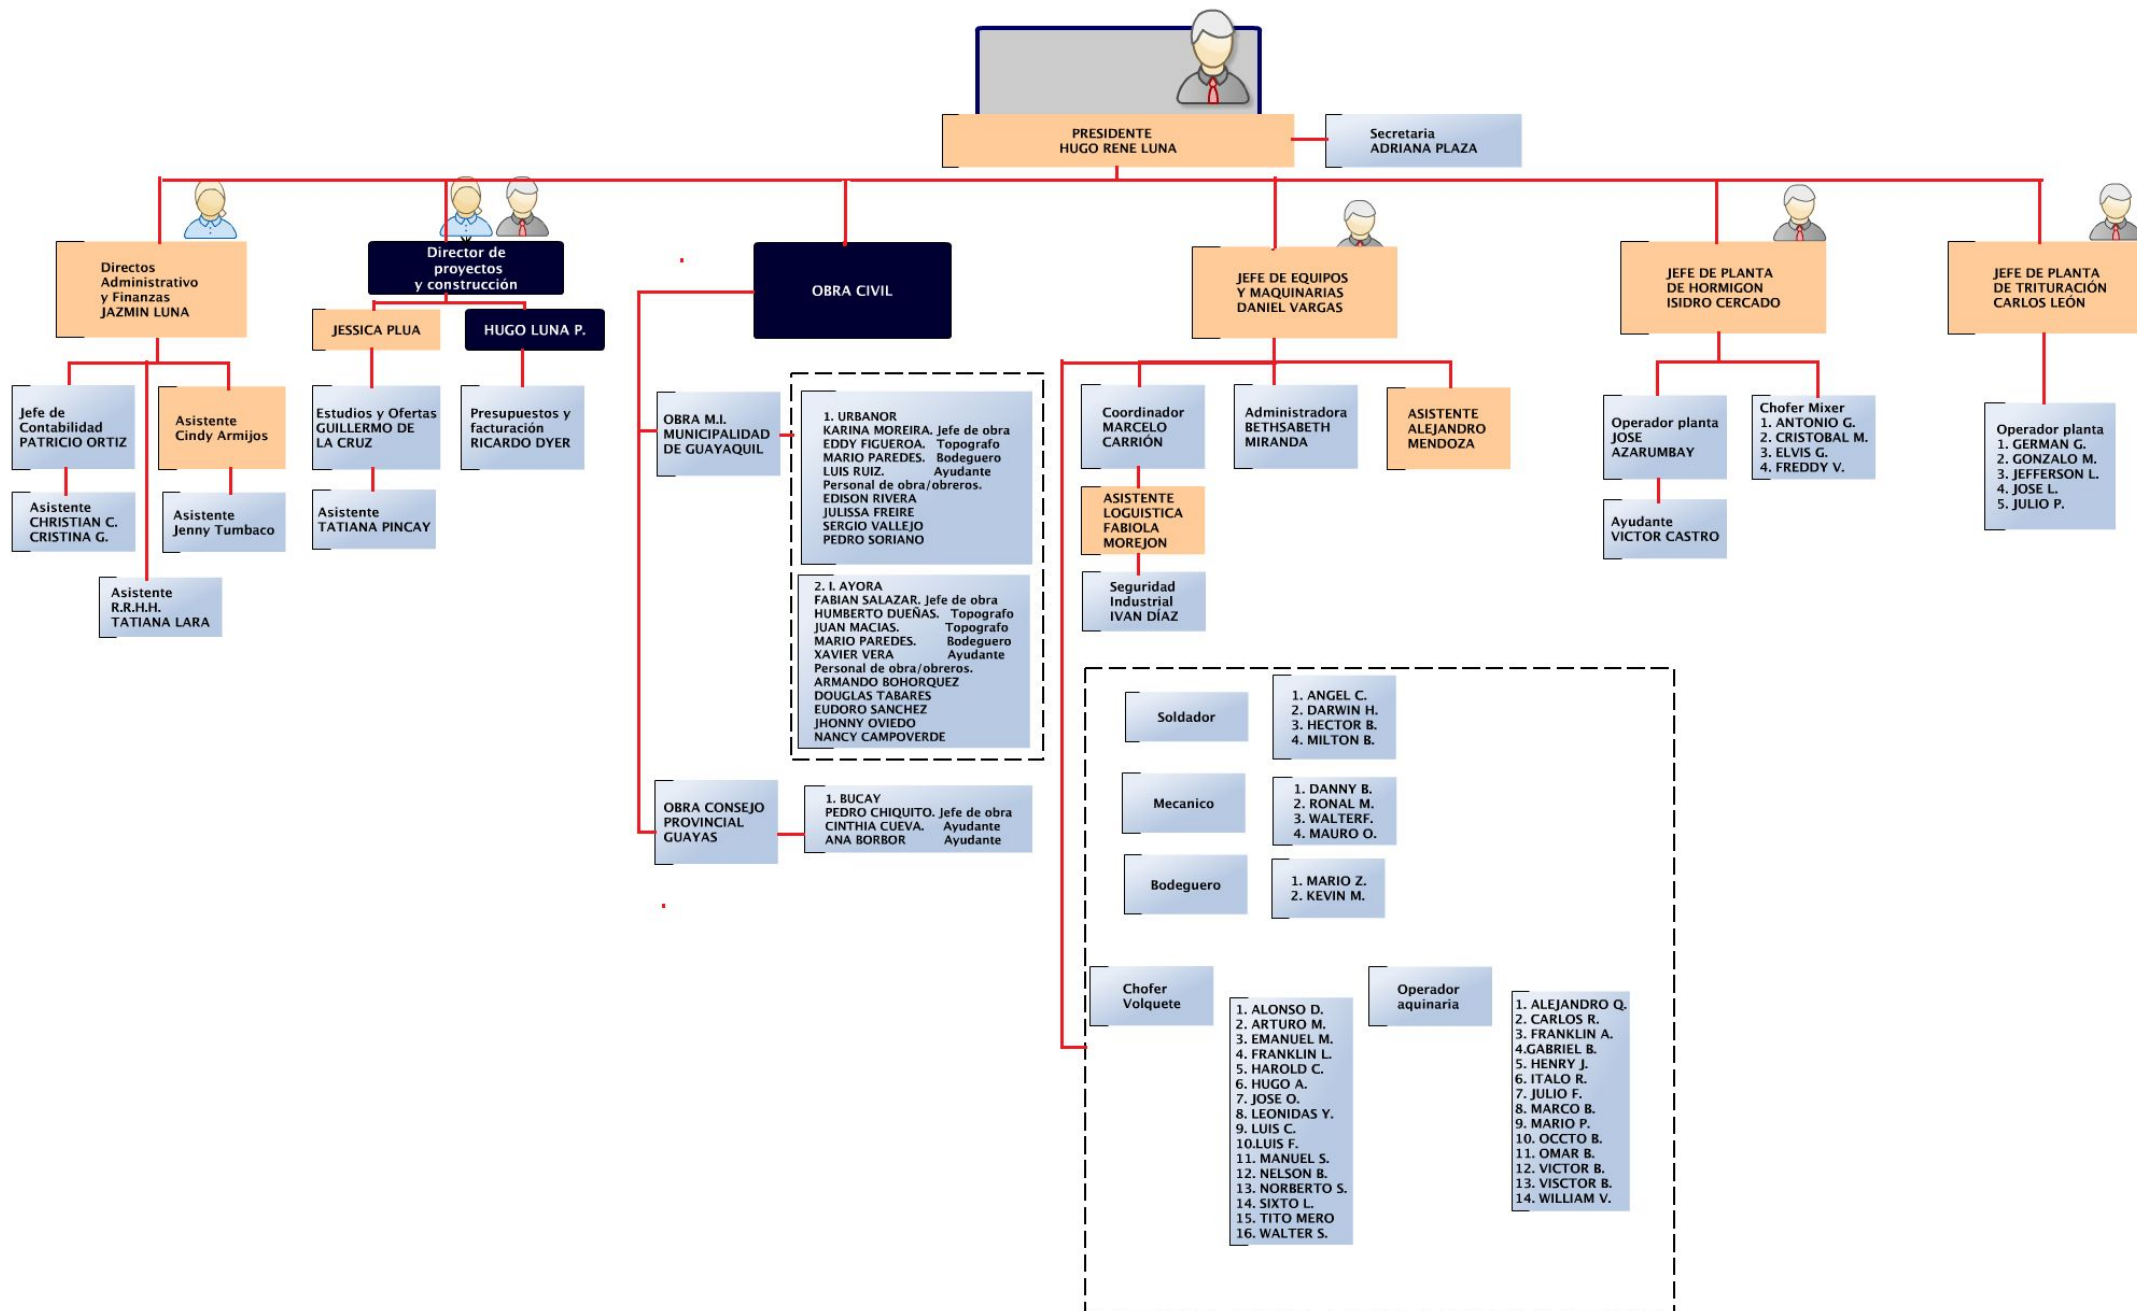 PRESIDENTE
HUGO RENE LUNA
Secretaria
ADRIANA PLAZA
Directos
Administrativo
y Finanzas
JAZMIN LUNA
Jefe de
Contabilidad
PATRICIO ORTIZ
Asistente
CHRISTIAN C.
CRISTINA G.
Asistente
Cindy Armijos
Asistente
Jenny Tumbaco
Asistente
R.R.H.H.
TATIANA LARA
Director de
proyectos
y construcción
JESSICA PLUA
HUGO LUNA P.
Estudios y Ofertas
GUILLERMO DE
LA CRUZ
Asistente
TATIANA PINCAY
Presupuestos y
facturación
RICARDO DYER
OBRA CIVIL
OBRA M.I.
MUNICIPALIDAD
DE GUAYAQUIL
1. URBANOR
KARINA MOREIRA. Jefe de obra
EDDY FIGUEROA. Topografo
MARIO PAREDES. Bodeguero
LUIS RUIZ. Ayudante
Personal de obra/obreros.
EDISON RIVERA
JULISSA FREIRE
SERGIO VALLEJO
PEDRO SORIANO
2. I. AYORA
FABIAN SALAZAR. Jefe de obra
HUMBERTO DUEÑAS. Topografo
JUAN MACIAS. Topografo
MARIO PAREDES. Bodeguero
XAVIER VERA Ayudante
Personal de obra/obreros.
ARMANDO BOHORQUEZ
DOUGLAS TABARES
EUDORO SANCHEZ
JHONNY OVIEDO
NANCY CAMPOVERDE
OBRA CONSEJO
PROVINCIAL
GUAYAS
1. BUCAY
PEDRO CHIQUITO. Jefe de obra
CINTHIA CUEVA. Ayudante
ANA BORBOR Ayudante
JEFE DE EQUIPOS
Y MAQUINARIAS
DANIEL VARGAS
Coordinador
MARCELO
CARRIÓN
Administradora
BETHSABETH
MIRANDA
ASISTENTE
ALEJANDRO
MENDOZA
ASISTENTE
LOGUISTICA
FABIOLA
MOREJON
Seguridad
Industrial
IVAN DÍAZ
Soldador
1. ANGEL C.
2. DARWIN H.
3. HECTOR B.
4. MILTON B.
Mecanico
1. DANNY B.
2. RONAL M.
3. WALTERF.
4. MAURO O.
Bodeguero
1. MARIO Z.
2. KEVIN M.
Chofer
Volquete
1. ALONSO D.
2. ARTURO M.
3. EMANUEL M.
4. FRANKLIN L.
5. HAROLD C.
6. HUGO A.
7. JOSE O.
8. LEONIDAS Y.
9. LUIS C.
10.LUIS F.
11. MANUEL S.
12. NELSON B.
13. NORBERTO S.
14. SIXTO L.
15. TITO MERO
16. WALTER S.
Operador
aquinaria
1. ALEJANDRO Q.
2. CARLOS R.
3. FRANKLIN A.
4.GABRIEL B.
5. HENRY J.
6. ITALO R.
7. JULIO F.
8. MARCO B.
9. MARIO P.
10. OCCTO B.
11. OMAR B.
12. VICTOR B.
13. VISCTOR B.
14. WILLIAM V.
JEFE DE PLANTA
DE HORMIGON
ISIDRO CERCADO
Operador planta
JOSE
AZARUMBAY
Ayudante
VICTOR CASTRO
Chofer Mixer
1. ANTONIO G.
2. CRISTOBAL M.
3. ELVIS G.
4. FREDDY V.
JEFE DE PLANTA
DE TRITURACIÓN
CARLOS LEÓN
Operador planta
1. GERMAN G.
2. GONZALO M.
3. JEFFERSON L.
4. JOSE L.
5. JULIO P.